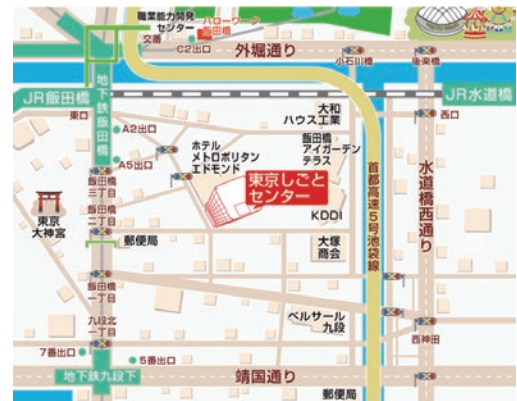 職業能力開発
センター
ハローワーク
飯田橋
交番
C2出口
外堀通り
小石川橋
後楽橋
JR飯田橋
JR水道橋
東口
地下鉄飯田橋
A2出口
大和
ハウス工業
西口
A5出口
ホテル
メトロポリタン
エドモンド
飯田橋
アイガーデン
テラス
飯田橋
三丁目
東京しごと
センター
首都高速5号池袋線
水道橋西通り
東京
大神宮
飯田橋
二丁目
KDDI
郵便局
大塚
商会
飯田橋
一丁目
九段北
一丁目
ベルサール
九段
西神田
7番出口
5番出口
地下鉄九段下
靖国通り
郵便局